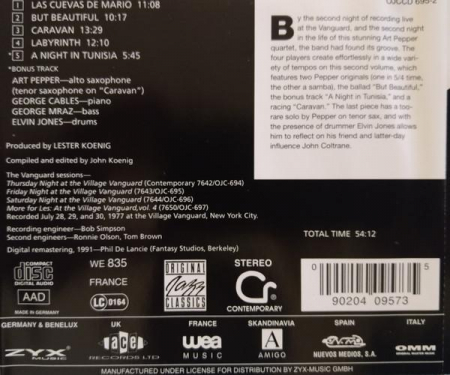 OJCCD 695-2
1 LAS CUEVAS DE MARIO 11:08
2 BUT BEAUTIFUL 10:17
3 CARAVAN 13:29
4 LABYRINTH 12:10
*5 A NIGHT IN TUNISIA 5:45
*BONUS TRACK
ART PEPPER—alto saxophone
(tenor saxophone on "Caravan")
GEORGE CABLES—piano
GEORGE MRAZ—bass
ELVIN JONES—drums
Produced by LESTER KOENIG
Compiled and edited by John Koenig
The Vanguard sessions—
Thursday Night at the Village Vanguard (Contemporary 7642/OJC-694)
Friday Night at the Village Vanguard (7643/OJC-695)
Saturday Night at the Village Vanguard (7644/OJC-696)
More for Les: At the Village Vanguard, vol. 4 (7650/OJC-697)
Recorded July 28, 29, and 30, 1977 at the Village Vanguard, New York City.
Recording engineer—Bob Simpson
Second engineers—Ronnie Olson, Tom Brown
Digital remastering, 1991—Phil De Lancie (Fantasy Studios, Berkeley)
By the second night of recording live
at the Vanguard, and the second night
in the life of this stunning Art Pepper
quartet, the band had found its groove. The
four players create effortlessly in a wide
variety of tempos on this second volume, which
features two Pepper originals (one in 5/4 time,
the other a samba), the ballad "But Beautiful,"
the bonus track "A Night in Tunisia," and a
racing "Caravan." The last piece has a too-
rare solo by Pepper on tenor sax, and with
the presence of drummer Elvin Jones allows
him to reflect on his friend and latter-day
influence John Coltrane.
TOTAL TIME 54:12
COMPACT
disc
DIGITAL AUDIO
AAD
MADE IN GERMANY
WE 835
FRANCE
LC 0164
ORIGINAL
Jazz
CLASSICS
STEREO
Cr
CONTEMPORARY
0 90204 09573 5
GERMANY & BENELUX
ZYX
MUSIC
UK
ace
RECORDS LTD
FRANCE
wea
MUSIC
SKANDINAVIA
A
AMIGO
SPAIN
NUEVOS MEDIOS, S.A.
ITALY
OMM
MANUFACTURED UNDER LICENSE FOR DISTRIBUTION BY ZYX-MUSIC GMBH